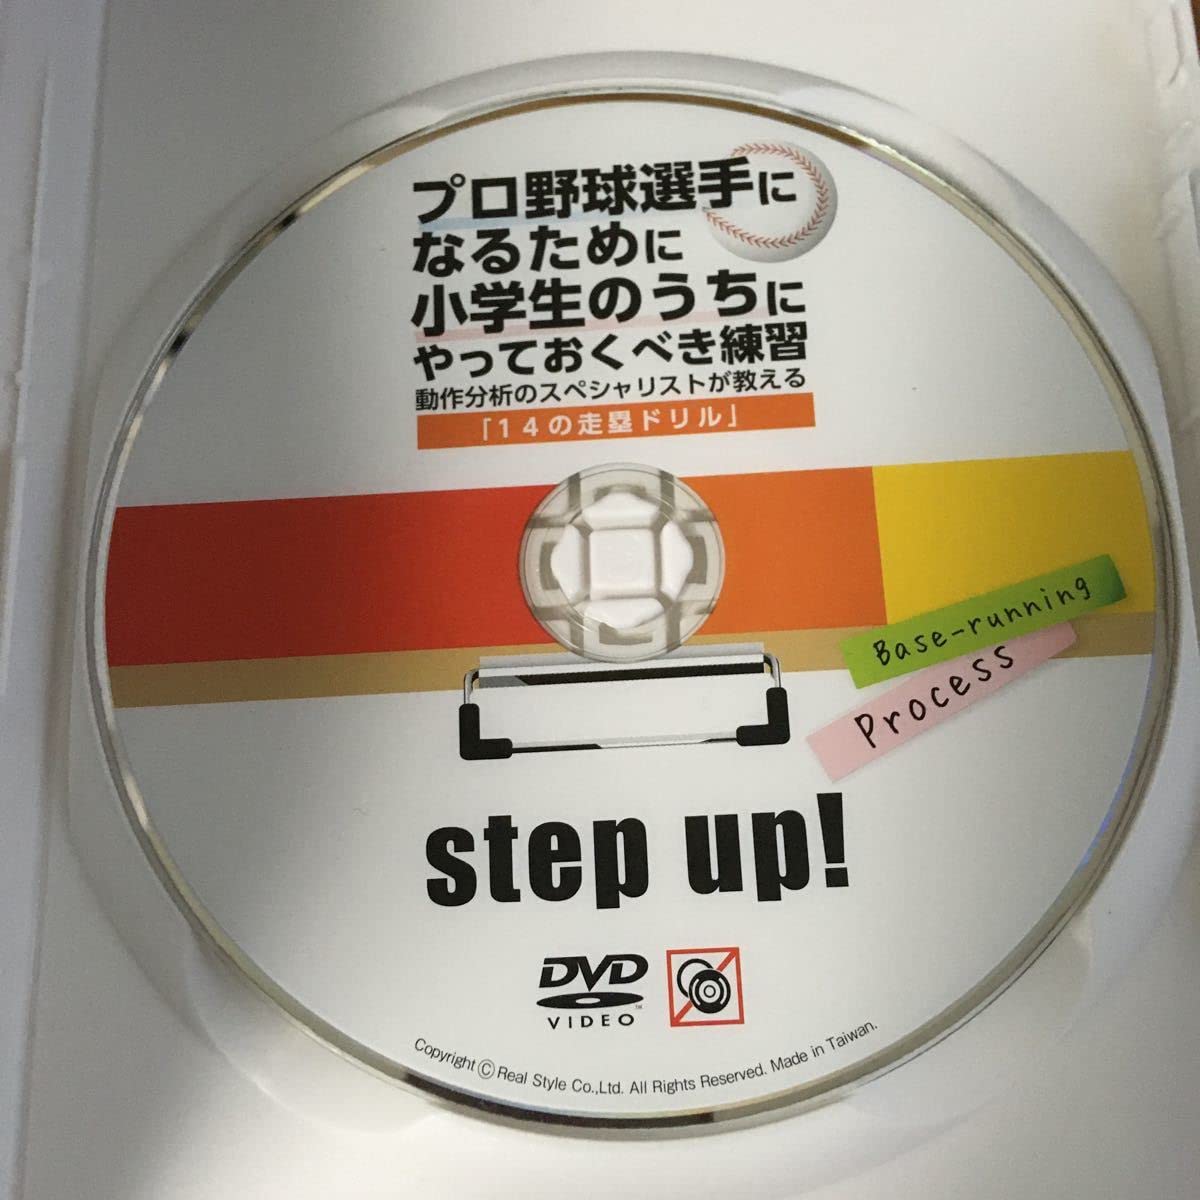 プロ野球選手に
なるために
小学生のうちに
やっておくべき練習
動作分析のスペシャリストが教える
「14の走塁ドリル」
Base-running
Process
step up!
DVD
VIDEO
Copyright Ⓒ Real Style Co.,Ltd. All Rights Reserved. Made in Taiwan.